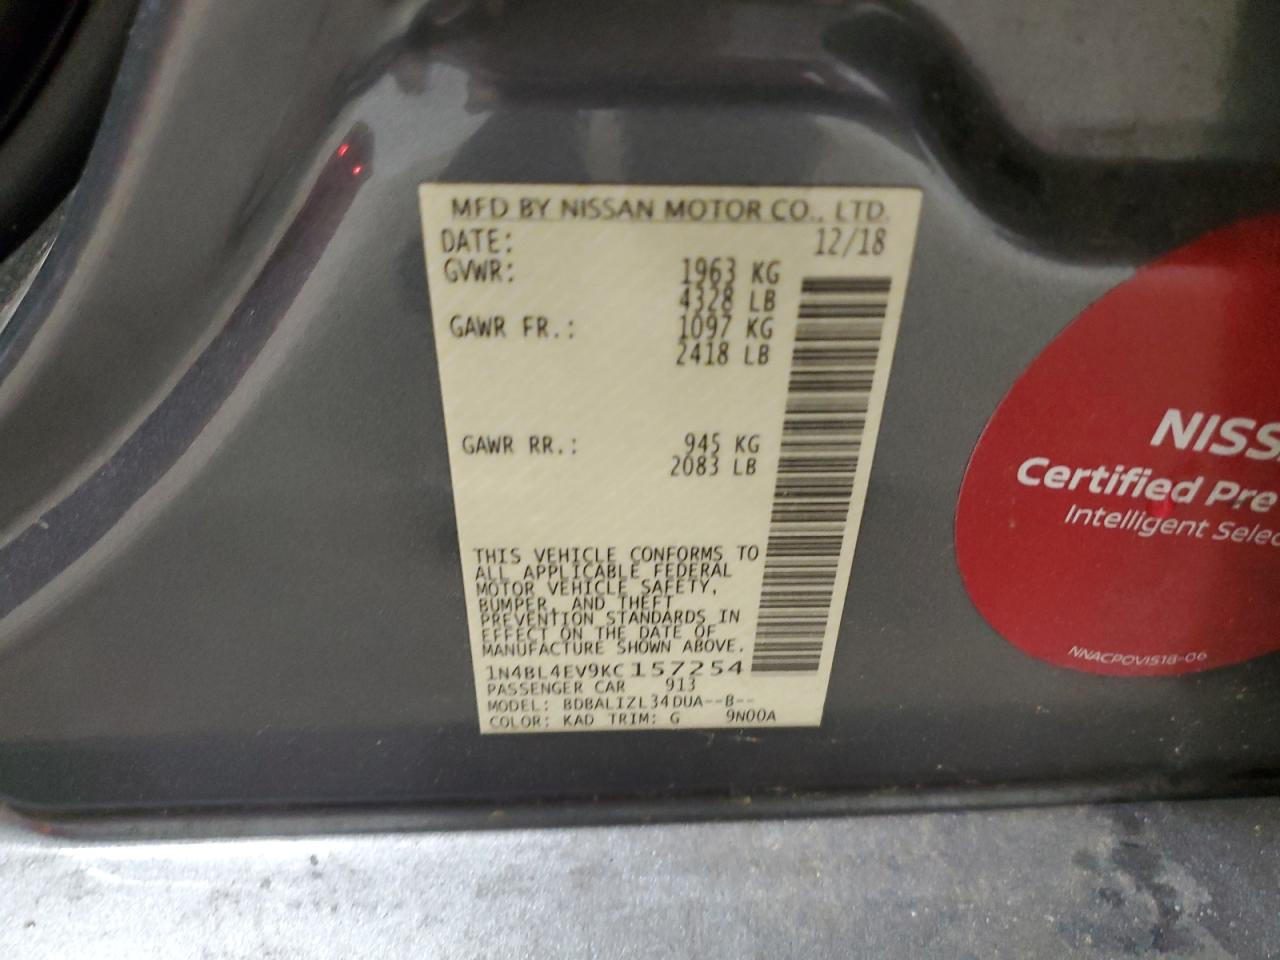 MFD BY NISSAN MOTOR CO., LTD.
DATE: 12/18
GVWR: 1963 KG
4328 LB
GAWR FR.: 1097 KG
2418 LB
GAWR RR.: 945 KG
2083 LB
THIS VEHICLE CONFORMS TO
ALL APPLICABLE FEDERAL
MOTOR VEHICLE SAFETY,
BUMPER, AND THEFT
PREVENTION STANDARDS IN
EFFECT ON THE DATE OF
MANUFACTURE SHOWN ABOVE.
1N4BL4EV9KC157254
PASSENGER CAR 913
MODEL: BDBALIZL34DUA--B--
COLOR: KAD TRIM: G 9N00A
NISS
Certified Pre
Intelligent Selec
NNACPOVIS18-06